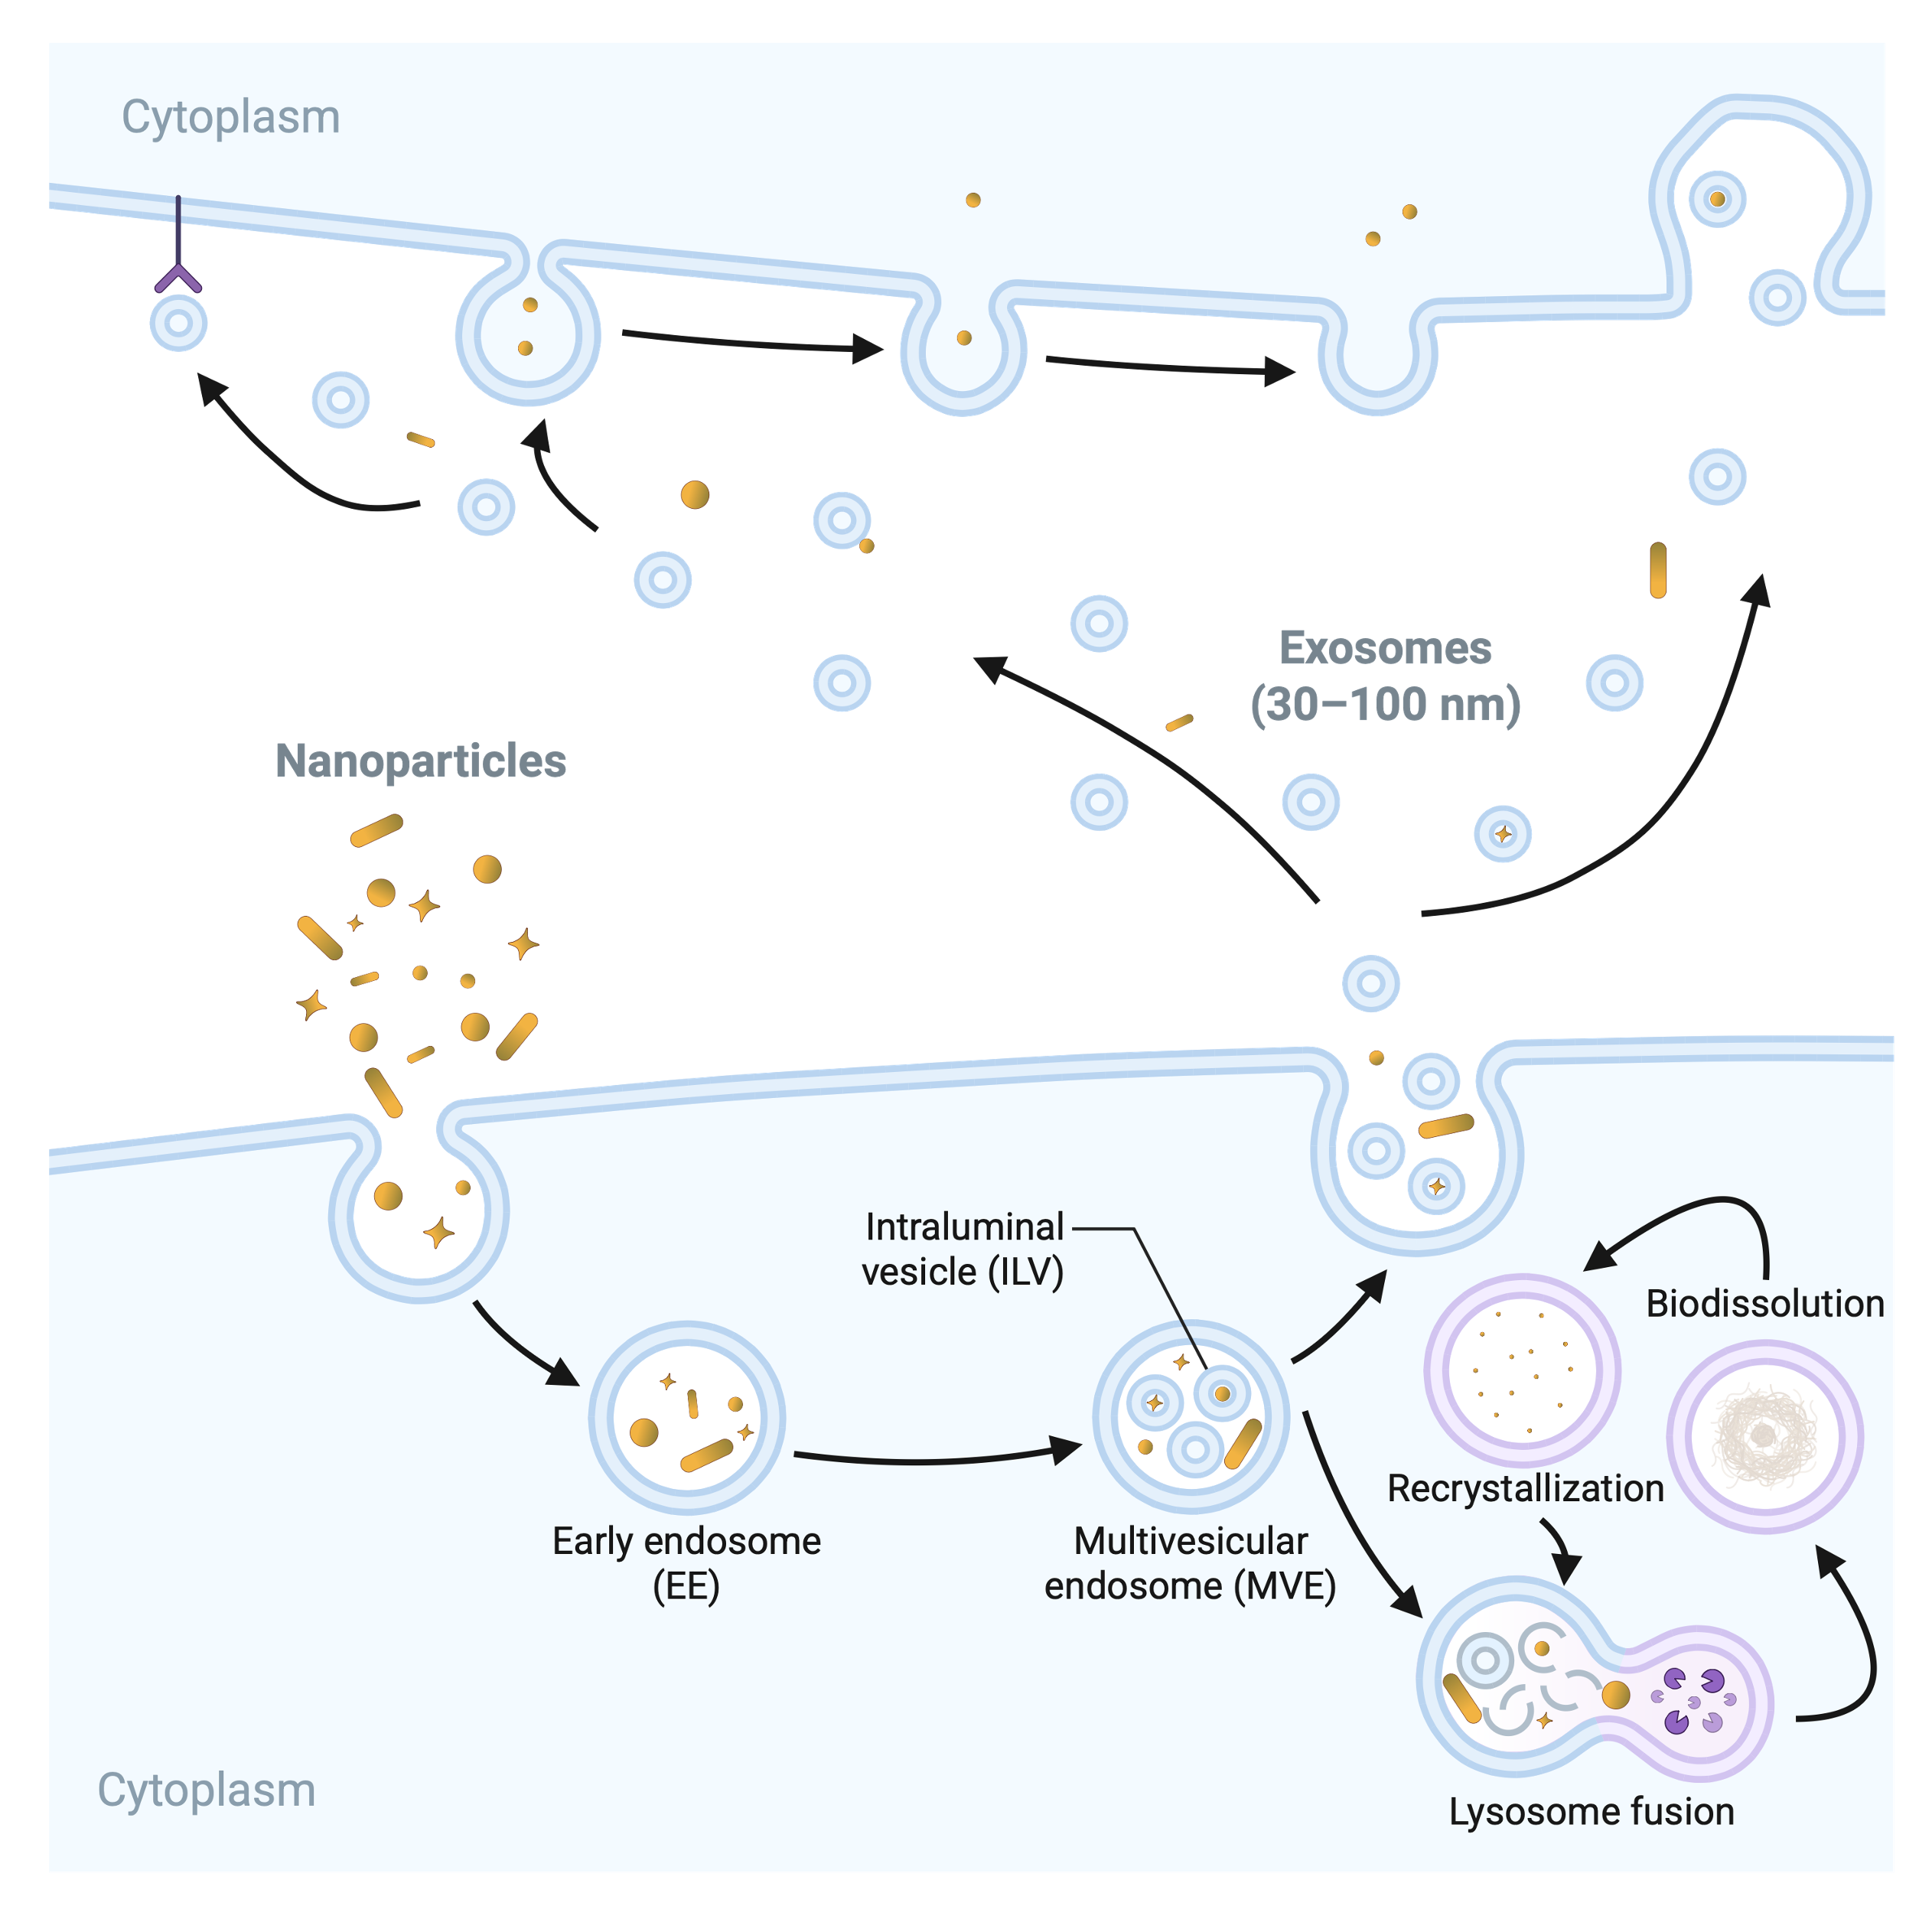 Cytoplasm
Exosomes
(30–100 nm)
Nanoparticles
Intraluminal
vesicle (ILV)
Biodissolution
Recrystallization
Early endosome
(EE)
Multivesicular
endosome (MVE)
Cytoplasm
Lysosome fusion